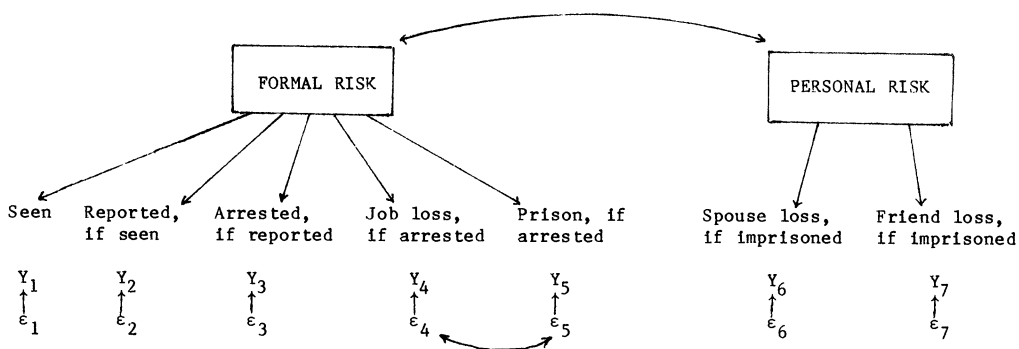 FORMAL RISK
PERSONAL RISK
Seen Reported, Arrested, Job loss, Prison, if Spouse loss, Friend loss,
if seen if reported if arrested arrested if imprisoned if imprisoned
Y1 Y2 Y3 Y4 Y5 Y6 Y7
ε1 ε2 ε3 ε4 ε5 ε6 ε7